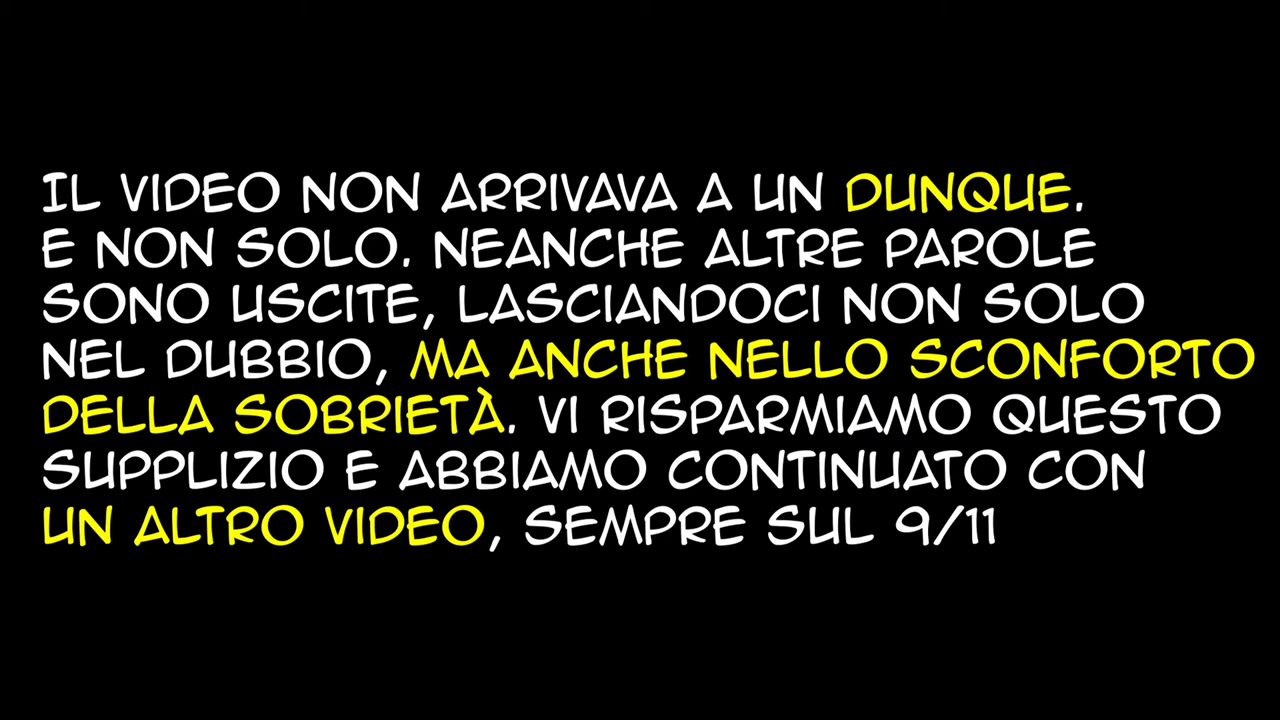 IL VIDEO NON ARRIVAVA A UN DUNQUE.
E NON SOLO. NEANCHE ALTRE PAROLE
SONO USCITE, LASCIANDOCI NON SOLO
NEL DUBBIO, MA ANCHE NELLO SCONFORTO
DELLA SOBRIETÀ. VI RISPARMIAMO QUESTO
SUPPLIZIO E ABBIAMO CONTINUATO CON
UN ALTRO VIDEO, SEMPRE SUL 9/11